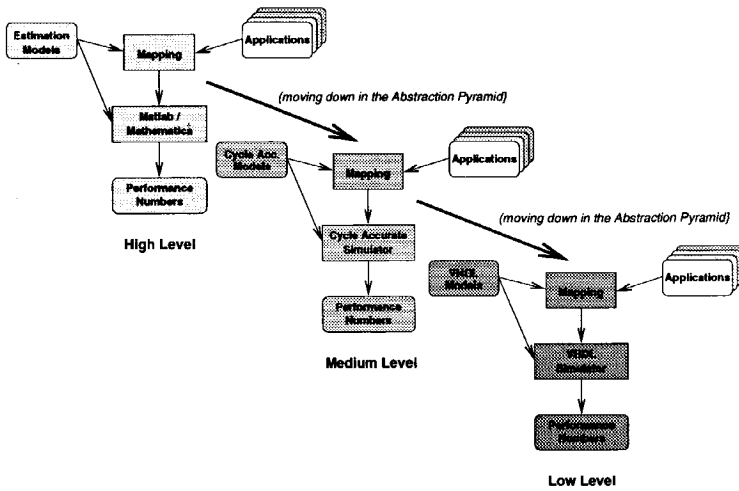 Estimation
Models
Mapping
Applications
Matlab /
Mathematica
Performance
Numbers
High Level
(moving down in the Abstraction Pyramid}
Cycle Acc.
Models
Mapping
Applications
Cycle Accurate
Simulator
Performance
Numbers
Medium Level
(moving down in the Abstraction Pyramid}
VHDL
Models
Mapping
Applications
VHDL
Simulator
Performance
Numbers
Low Level